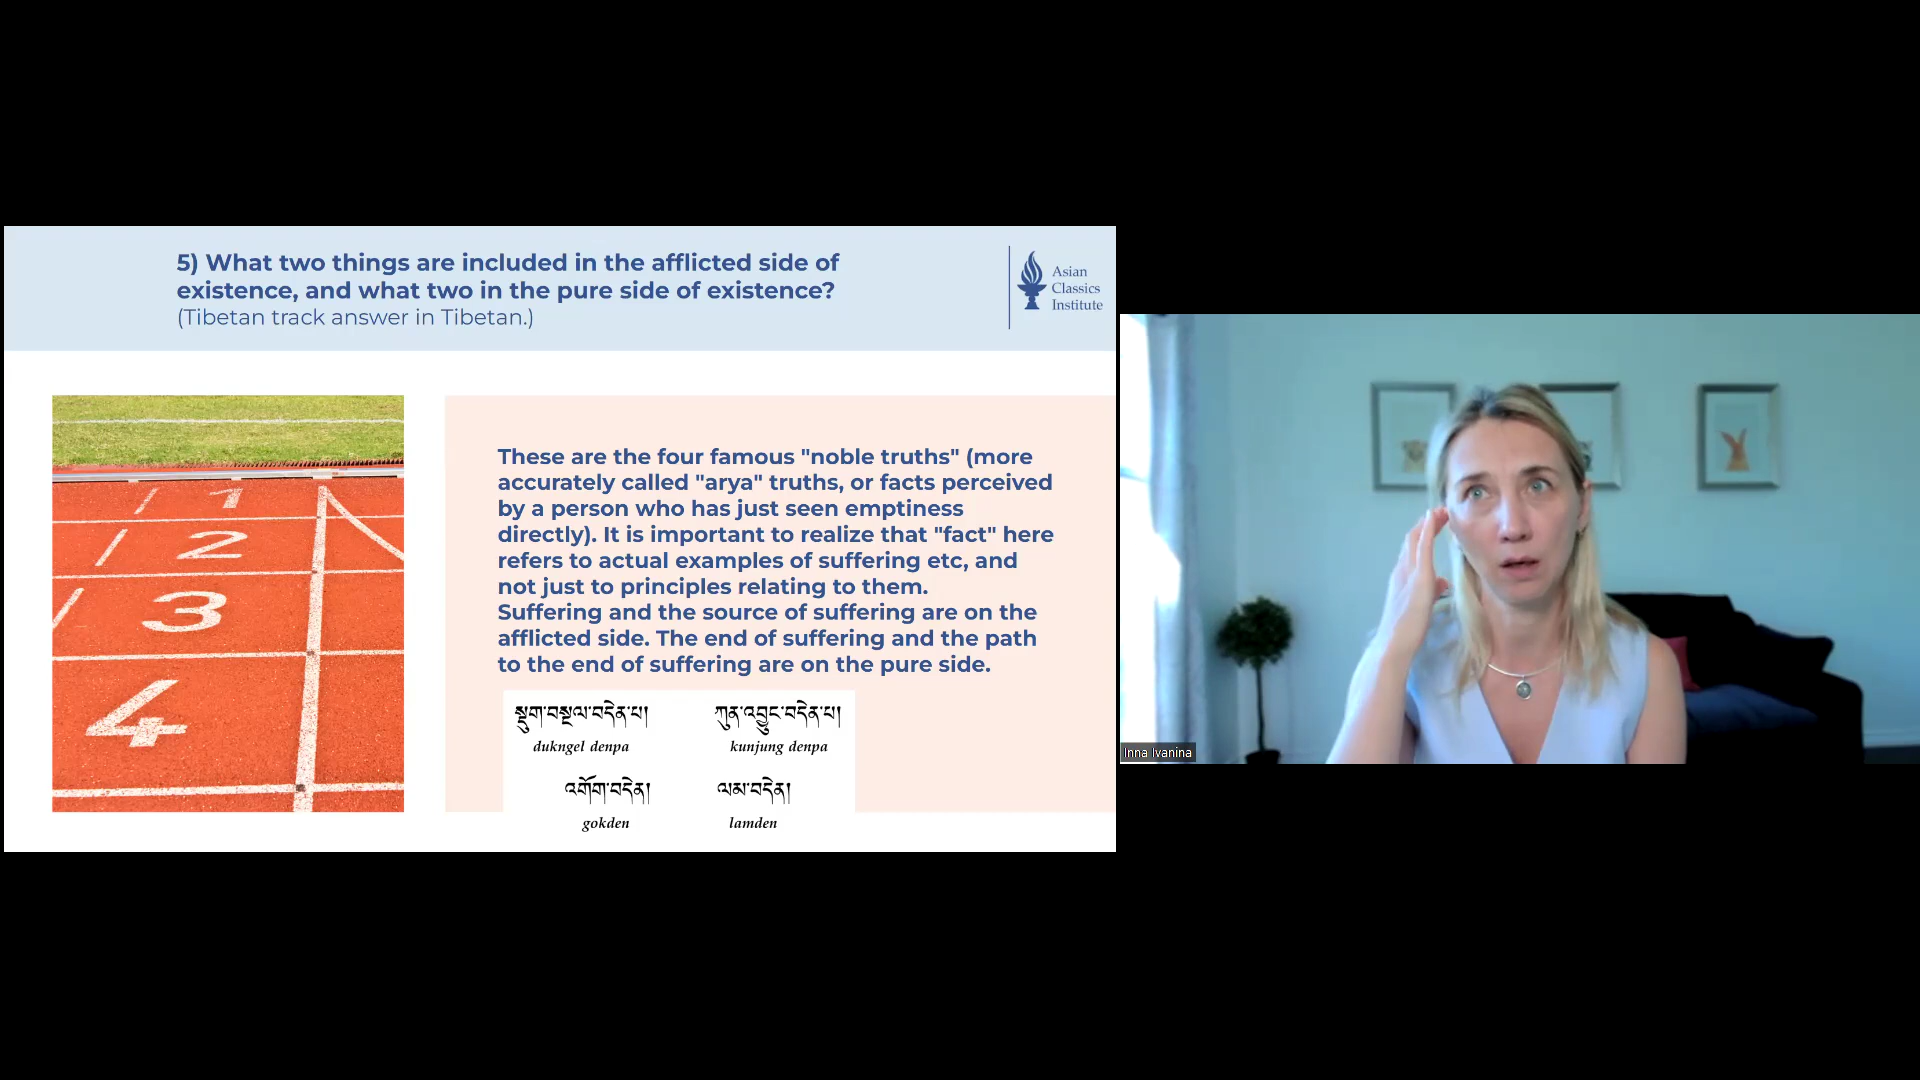 5) What two things are included in the afflicted side of
existence, and what two in the pure side of existence?
(Tibetan track answer in Tibetan.)
Asian
Classics
Institute
1
2
3
4
These are the four famous "noble truths" (more
accurately called "arya" truths, or facts perceived
by a person who has just seen emptiness
directly). It is important to realize that "fact" here
refers to actual examples of suffering etc, and
not just to principles relating to them.
Suffering and the source of suffering are on the
afflicted side. The end of suffering and the path
to the end of suffering are on the pure side.
སྡུག་བསྔལ་བདེན་པ། ཀུན་འབྱུང་བདེན་པ།
dukngel denpa kunjung denpa
འགོག་བདེན། ལམ་བདེན།
gokden lamden
Inna Ivanina